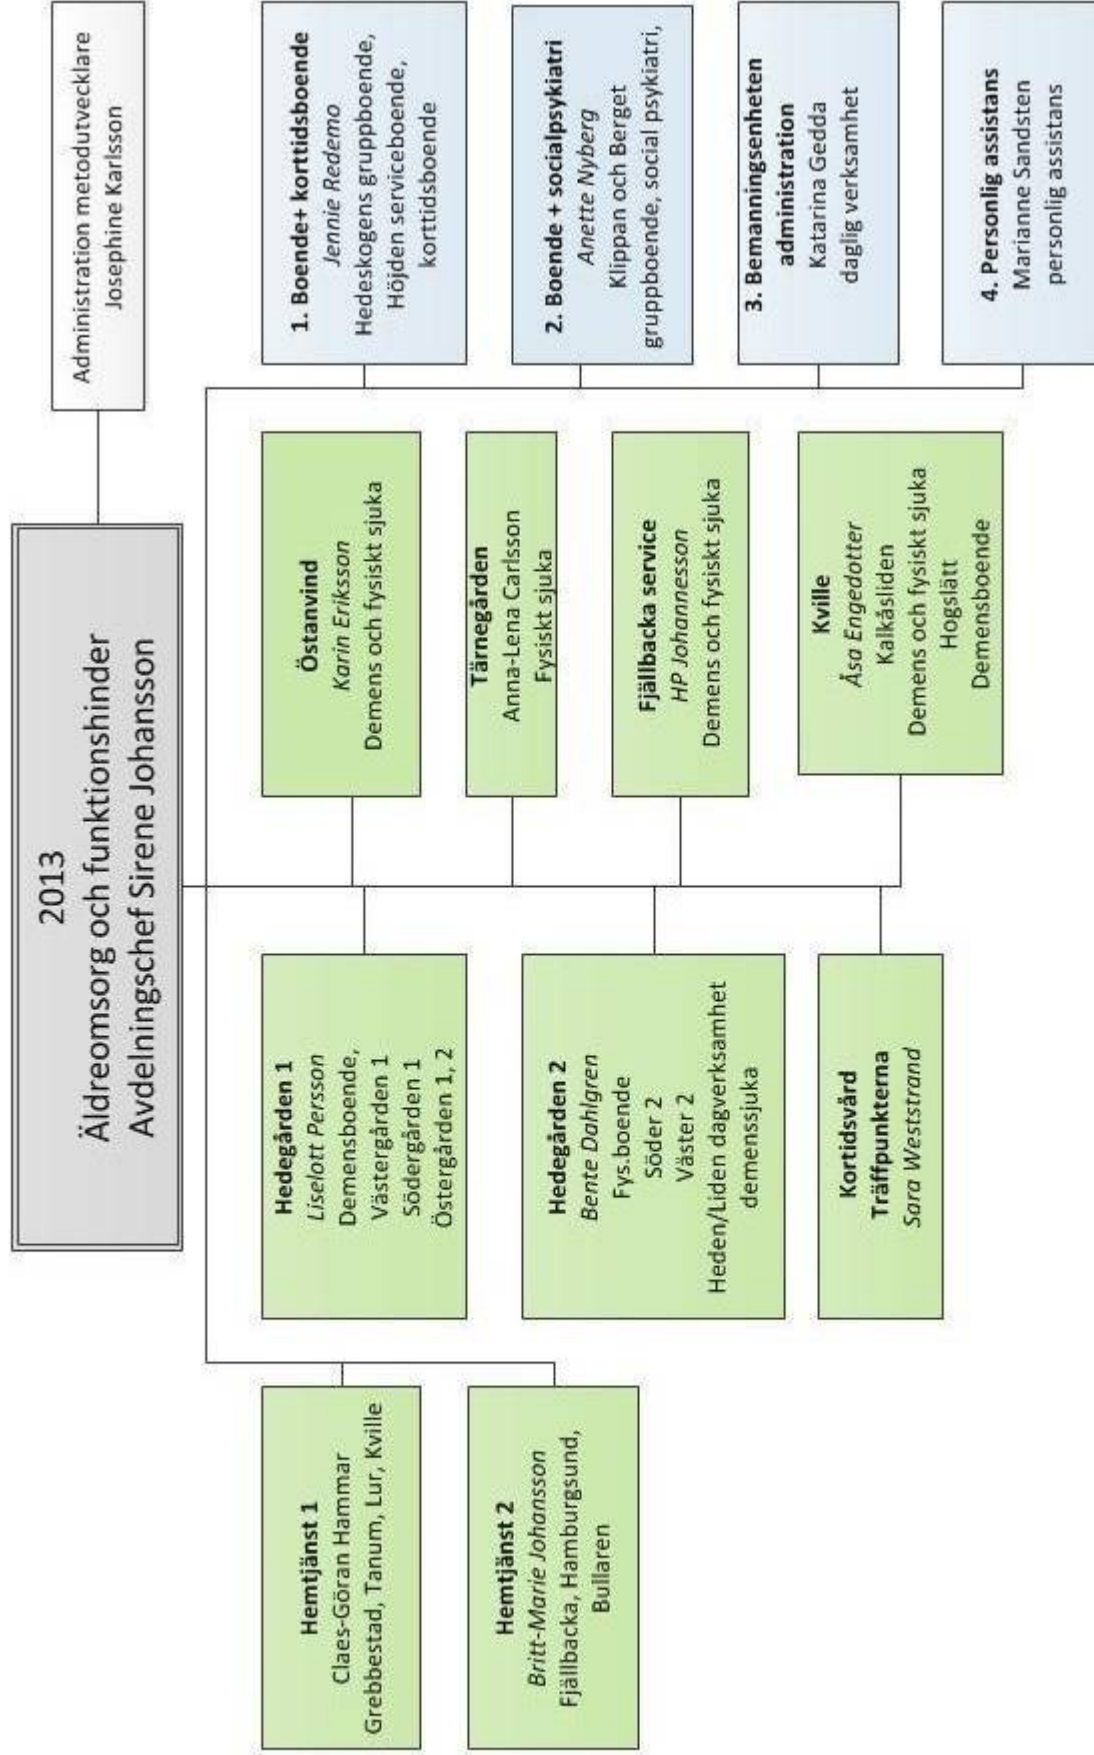 2013
Äldreomsorg och funktionshinder
Avdelningschef Sirene Johansson
Administration metodutvecklare
Josephine Karlsson
Hemtjänst 1
Claes-Göran Hammar
Grebbestad, Tanum, Lur, Kville
Hemtjänst 2
Britt-Marie Johansson
Fjällbacka, Hamburgsund,
Bullaren
Hedegården 1
Liselott Persson
Demensboende,
Västergården 1
Södergården 1
Östergården 1, 2
Hedegården 2
Bente Dahlgren
Fys.boende
Söder 2
Väster 2
Heden/Liden dagverksamhet
demenssjuka
Kortidsvård
Träffpunkterna
Sara Weststrand
Östanvind
Karin Eriksson
Demens och fysiskt sjuka
Tärnegården
Anna-Lena Carlsson
Fysiskt sjuka
Fjällbacka service
HP Johannesson
Demens och fysiskt sjuka
Kville
Åsa Engedotter
Kalkåsliden
Demens och fysiskt sjuka
Hogslätt
Demensboende
1. Boende+ korttidsboende
Jennie Redemo
Hedeskogens gruppboende,
Höjden serviceboende,
korttidsboende
2. Boende + socialpsykiatri
Anette Nyberg
Klippan och Berget
gruppboende, social psykiatri,
3. Bemanningsenheten
administration
Katarina Gedda
daglig verksamhet
4. Personlig assistans
Marianne Sandsten
personlig assistans